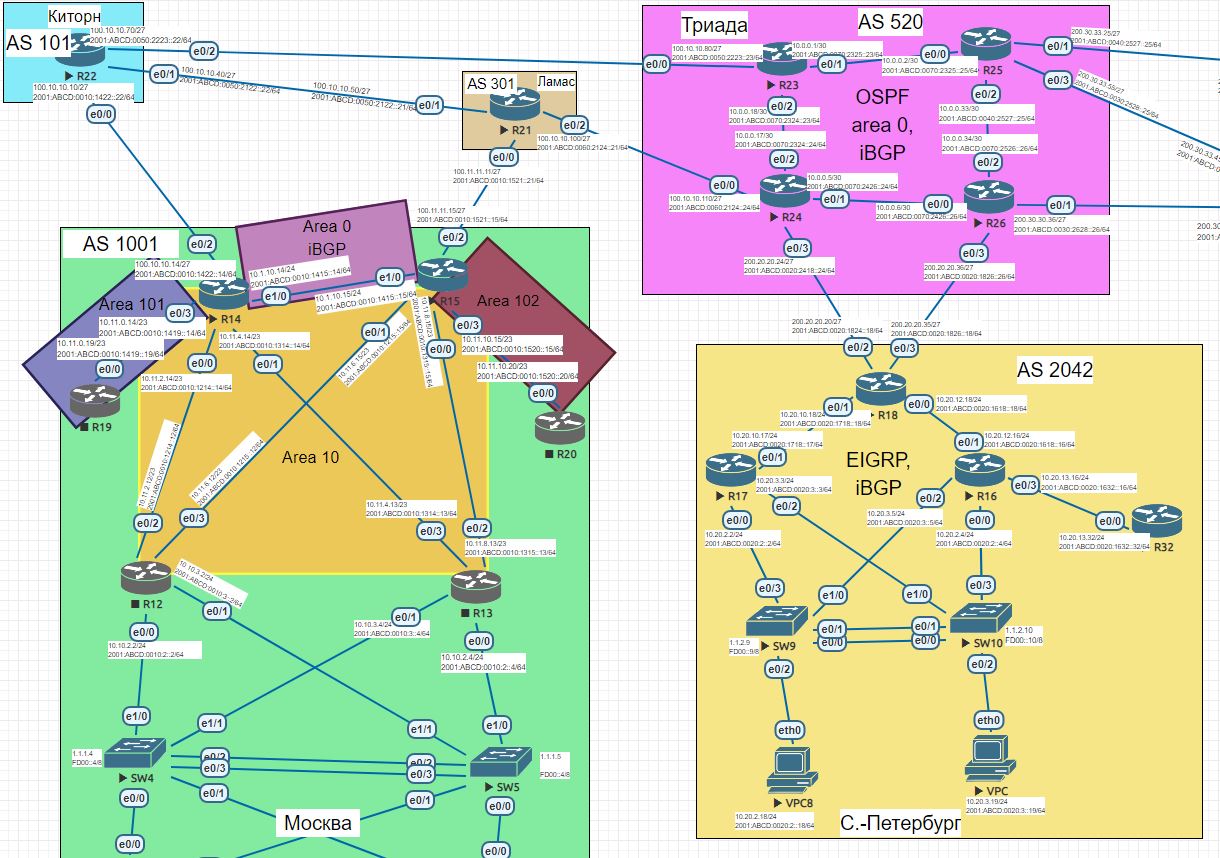 Киторн
AS 101
100.10.10.70/27
2001:ABCD:0050:2223::22/64
e0/2
R22
e0/1
100.10.10.40/27
2001:ABCD:0050:2122::22/64
100.10.10.10/27
2001:ABCD:0010:1422::22/64
e0/0
100.10.10.50/27
2001:ABCD:0050:2122::21/64
e0/1
AS 301
Ламас
R21
e0/2
100.10.10.100/27
2001:ABCD:0060:2124::21/64
e0/0
100.11.11.11/27
2001:ABCD:0010:1521::21/64
Триада
AS 520
100.10.10.80/27
2001:ABCD:0050:2223::23/64
e0/0
10.0.0.1/30
2001:ABCD:0070:2325::23/64
e0/1
R23
e0/0
10.0.0.2/30
2001:ABCD:0070:2325::25/64
R25
e0/1
200.30.33.25/27
2001:ABCD:0040:2527::25/64
e0/3
e0/2
e0/2
10.0.0.18/30
2001:ABCD:0070:2324::23/64
10.0.0.17/30
2001:ABCD:0070:2324::24/64
e0/2
OSPF
area 0,
iBGP
10.0.0.33/30
2001:ABCD:0040:2527::25/64
10.0.0.34/30
2001:ABCD:0070:2526::26/64
e0/2
e0/0
10.0.0.5/30
2001:ABCD:0070:2426::24/64
100.10.10.110/27
2001:ABCD:0060:2124::24/64
R24
e0/1
e0/0
10.0.0.6/30
2001:ABCD:0070:2426::26/64
R26
e0/1
200.30.30.36/27
2001:ABCD:0030:2628::26/64
e0/3
200.20.20.24/27
2001:ABCD:0020:2418::24/64
e0/3
200.20.20.36/27
2001:ABCD:0020:1826::26/64
AS 1001
e0/2
100.10.10.14/27
2001:ABCD:0010:1422::14/64
Area 0
iBGP
100.11.11.15/27
2001:ABCD:0010:1521::15/64
e0/2
10.1.10.14/24
2001:ABCD:0010:1415::14/64
e1/0
e1/0
10.1.10.15/24
2001:ABCD:0010:1415::15/64
R14
R15
Area 101
e0/3
10.11.0.14/23
2001:ABCD:0010:1419::14/64
10.11.0.19/23
2001:ABCD:0010:1419::19/64
e0/0
R19
Area 102
e0/3
10.11.10.15/23
2001:ABCD:0010:1520::15/64
10.11.10.20/23
2001:ABCD:0010:1520::20/64
e0/0
R20
10.11.4.14/23
2001:ABCD:0010:1314::14/64
e0/0
e0/1
10.11.2.14/23
2001:ABCD:0010:1214::14/64
e0/1
10.11.6.15/23
2001:ABCD:0010:1215::15/64
10.11.8.15/23
2001:ABCD:0010:1315::15/64
e0/0
Area 10
10.11.2.12/23
2001:ABCD:0010:1214::12/64
10.11.6.12/23
2001:ABCD:0010:1215::12/64
e0/2
e0/3
10.11.4.13/23
2001:ABCD:0010:1314::13/64
e0/3
e0/2
10.11.8.13/23
2001:ABCD:0010:1315::13/64
R12
10.10.3.2/24
2001:ABCD:0010:3::2/64
e0/1
e0/0
10.10.2.2/24
2001:ABCD:0010:2::2/64
R13
e0/1
10.10.3.4/24
2001:ABCD:0010:3::4/64
e0/0
10.10.2.4/24
2001:ABCD:0010:2::4/64
e1/0
e1/1
e1/1
e1/0
1.1.1.4
FD00::4/8
SW4
e0/2
e0/3
e0/1
e0/2
e0/3
e0/1
1.1.1.5
FD00::4/8
SW5
e0/0
e0/0
Москва
e0/0
e0/0
200.20.20.20/27
2001:ABCD:0020:1824::18/64
200.20.20.35/27
2001:ABCD:0020:1826::18/64
e0/2
e0/3
AS 2042
R18
e0/1
10.20.10.18/24
2001:ABCD:0020:1718::18/64
e0/0
10.20.12.18/24
2001:ABCD:0020:1618::18/64
10.20.10.17/24
2001:ABCD:0020:1718::17/64
e0/1
e0/1
10.20.12.16/24
2001:ABCD:0020:1618::16/64
EIGRP,
iBGP
R17
10.20.3.3/24
2001:ABCD:0020:3::3/64
e0/2
e0/0
10.20.2.2/24
2001:ABCD:0020:2::2/64
R16
e0/3
10.20.13.16/24
2001:ABCD:0020:1632::16/64
e0/2
10.20.3.5/24
2001:ABCD:0020:3::5/64
e0/0
10.20.2.4/24
2001:ABCD:0020:2::4/64
e0/0
10.20.13.32/24
2001:ABCD:0020:1632::32/64
R32
e0/3
e1/0
e1/0
e0/3
1.1.2.9
FD00::9/8
SW9
e0/1
e0/0
e0/1
e0/0
SW10
1.1.2.10
FD00::10/8
e0/2
e0/2
eth0
eth0
VPC8
10.20.2.18/24
2001:ABCD:0020:2::18/64
VPC
10.20.3.19/24
2001:ABCD:0020:3::19/64
С.-Петербург